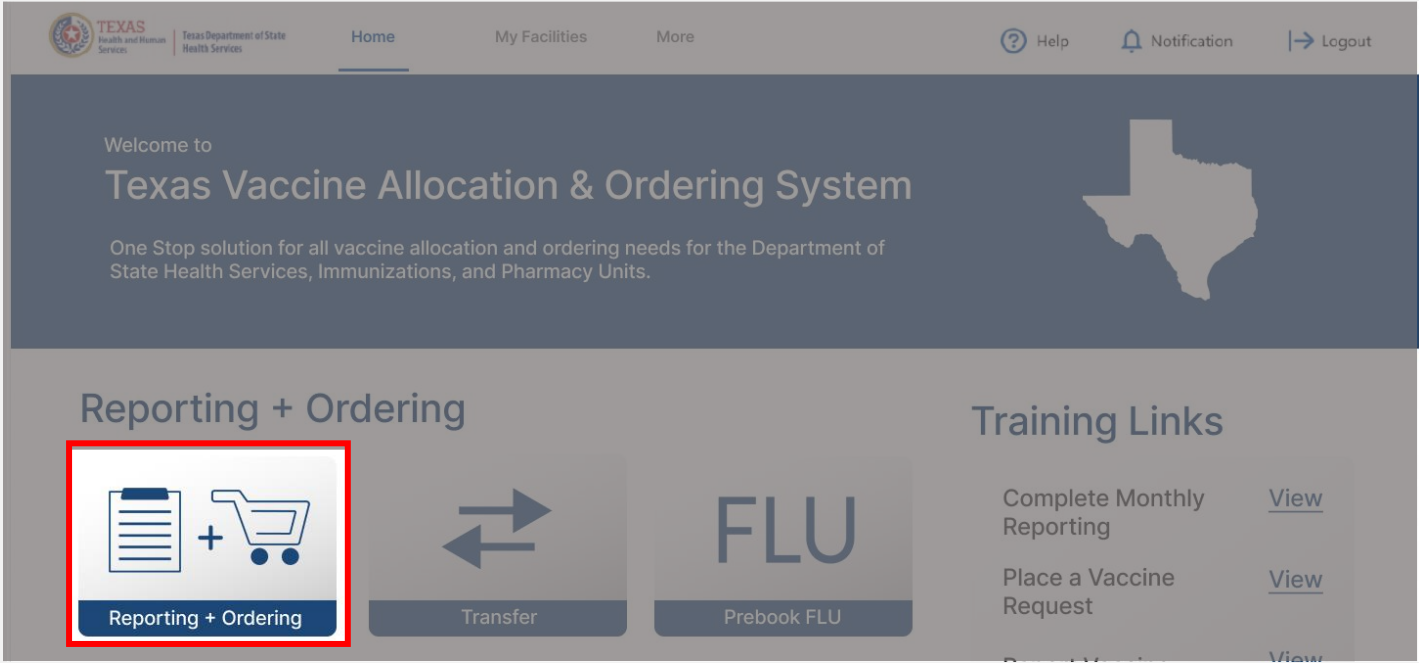 TEXAS
Health and Human
Services
Texas Department of State
Health Services
Home
My Facilities
More
Help
Notification
Logout
Welcome to
Texas Vaccine Allocation & Ordering System
One Stop solution for all vaccine allocation and ordering needs for the Department of
State Health Services, Immunizations, and Pharmacy Units.
Reporting + Ordering
+
Reporting + Ordering
Transfer
FLU
Prebook FLU
Training Links
Complete Monthly
Reporting
View
Place a Vaccine
Request
View
View